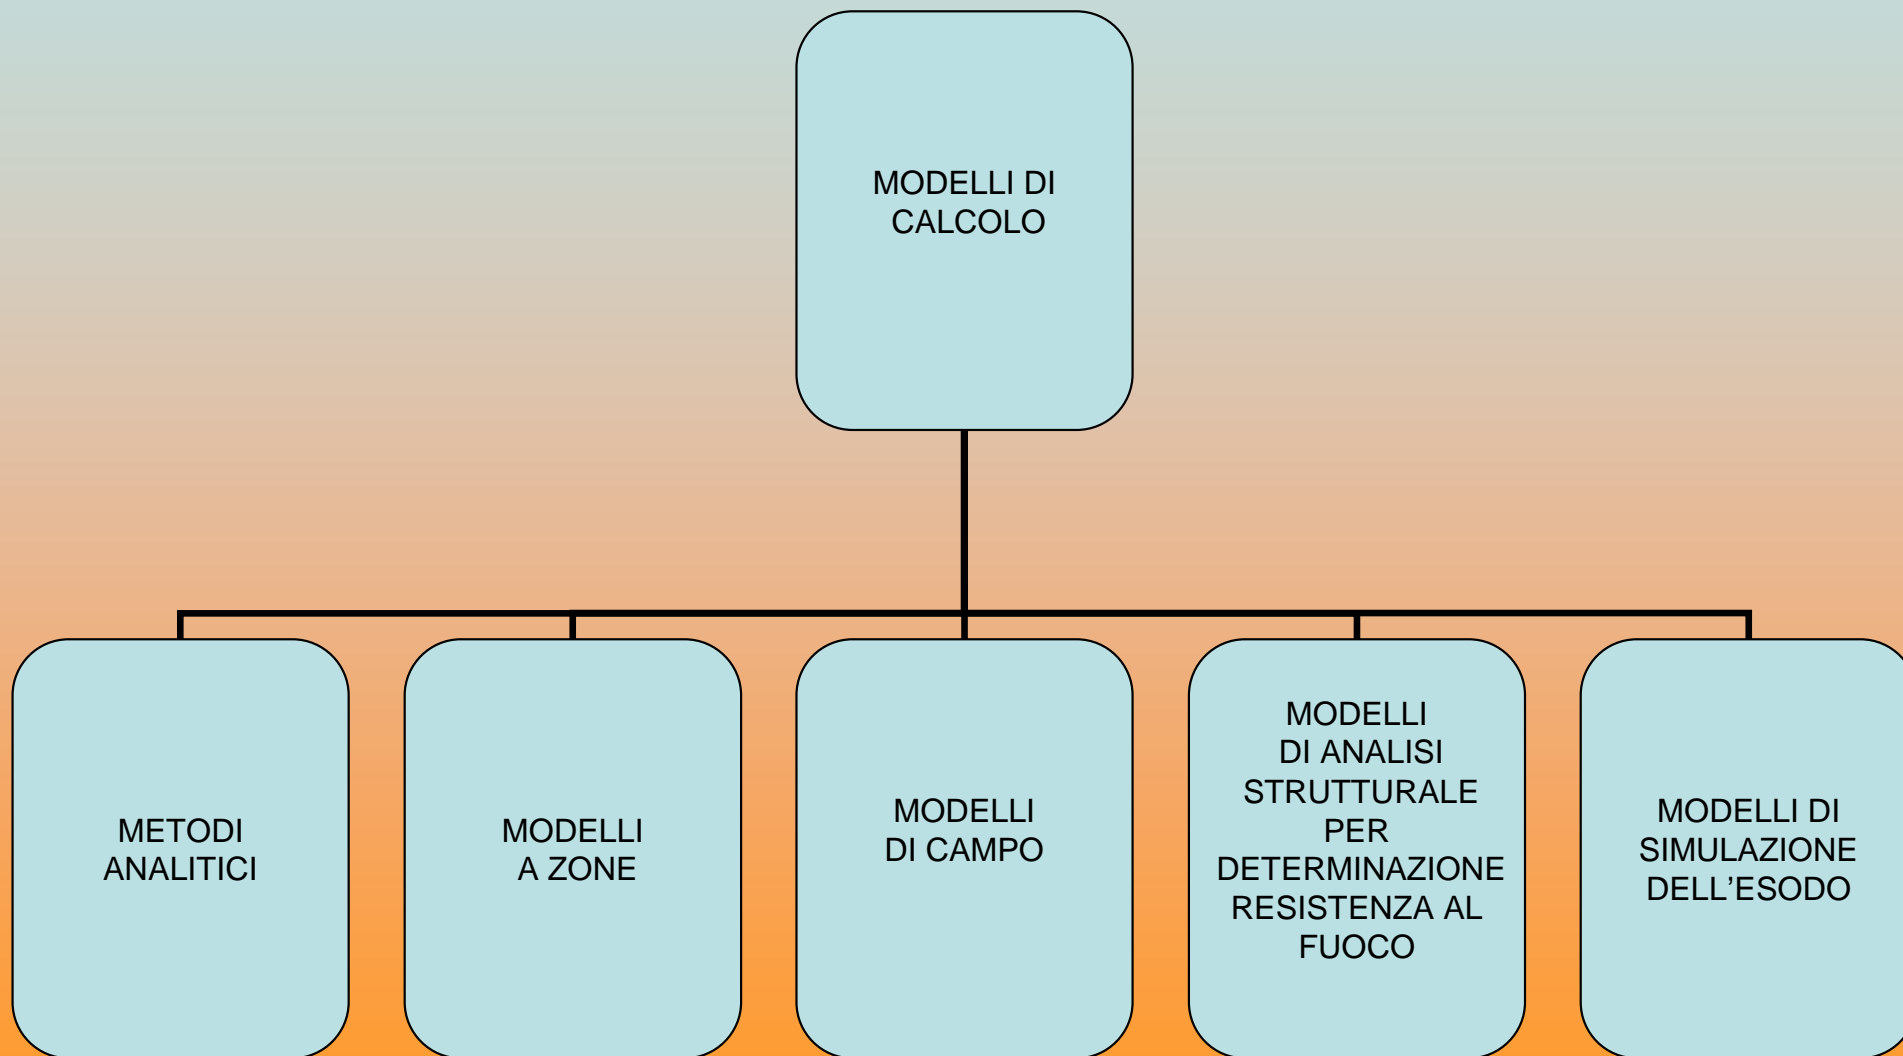 MODELLI DI
CALCOLO
METODI
ANALITICI
MODELLI
A ZONE
MODELLI
DI CAMPO
MODELLI
DI ANALISI
STRUTTURALE
PER
DETERMINAZIONE
RESISTENZA AL
FUOCO
MODELLI DI
SIMULAZIONE
DELL’ESODO